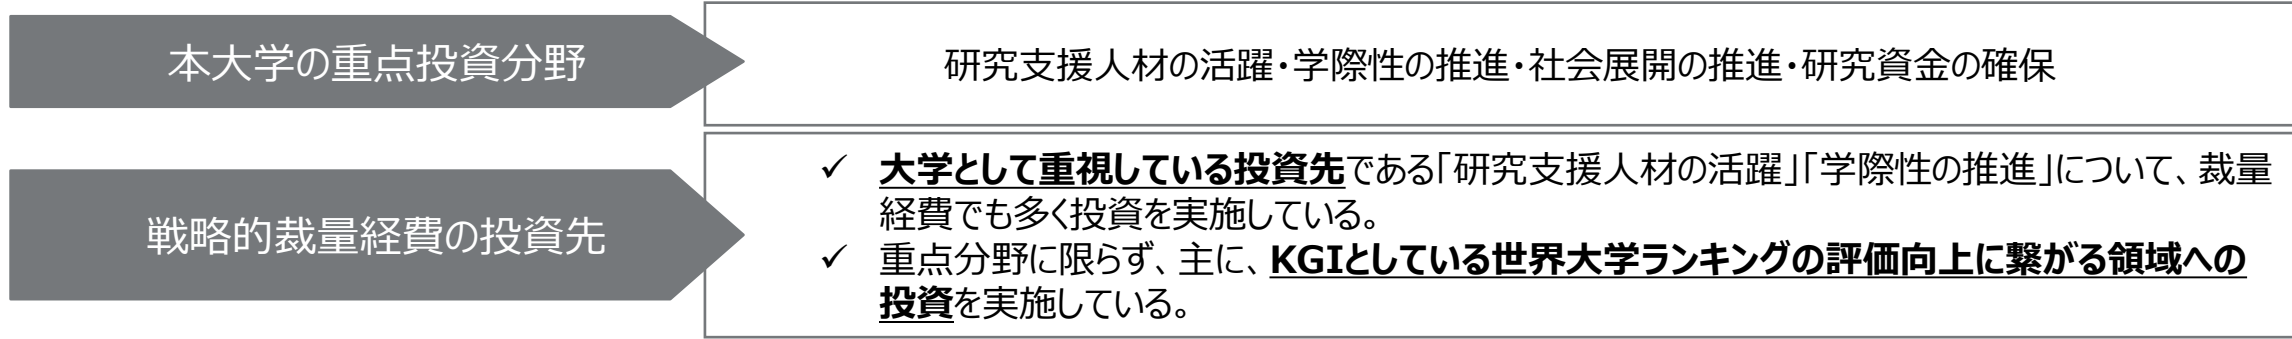 本大学の重点投資分野
研究支援人材の活躍・学際性の推進・社会展開の推進・研究資金の確保
戦略的裁量経費の投資先
✓ 大学として重視している投資先である「研究支援人材の活躍」「学際性の推進」について、裁量
経費でも多く投資を実施している。
✓ 重点分野に限らず、主に、KGIとしている世界大学ランキングの評価向上に繋がる領域への
投資を実施している。